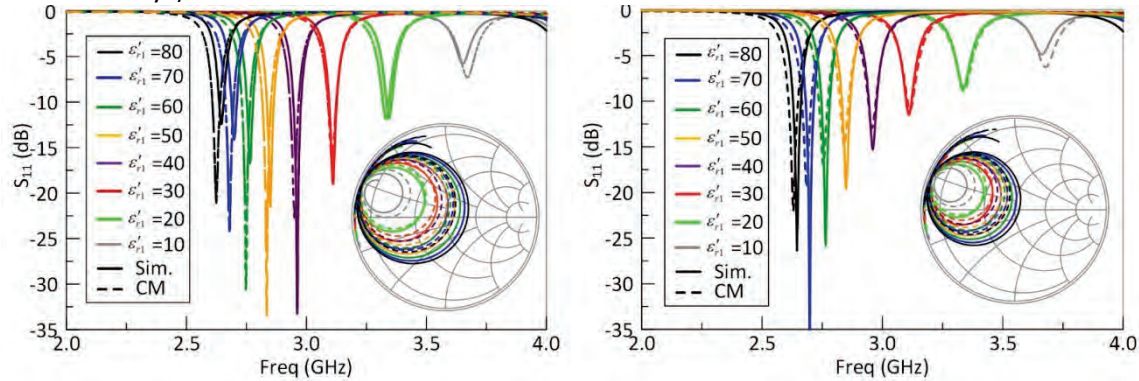 0
-5
-10
-15
-20
-25
-30
-35
S₁₁ (dB)
ε′r1 =80
ε′r1 =70
ε′r1 =60
ε′r1 =50
ε′r1 =40
ε′r1 =30
ε′r1 =20
ε′r1 =10
Sim.
CM
2.0 2.5 3.0 3.5 4.0
Freq (GHz)
0
-5
-10
-15
-20
-25
-30
-35
S₁₁ (dB)
ε′r1 =80
ε′r1 =70
ε′r1 =60
ε′r1 =50
ε′r1 =40
ε′r1 =30
ε′r1 =20
ε′r1 =10
Sim.
CM
2.0 2.5 3.0 3.5 4.0
Freq (GHz)